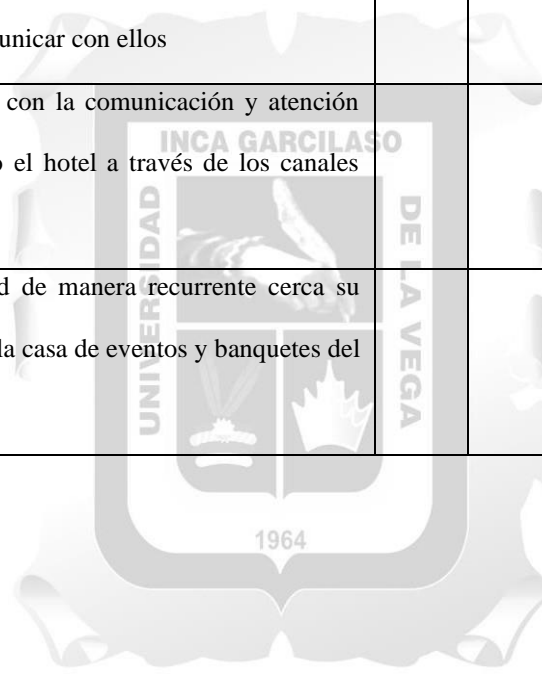 unicar con ellos
con la comunicación y atención
el hotel a través de los canales
de manera recurrente cerca su
la casa de eventos y banquetes del
INCA GARCILASO
UNIVERSIDAD
DE LA VEGA
1964